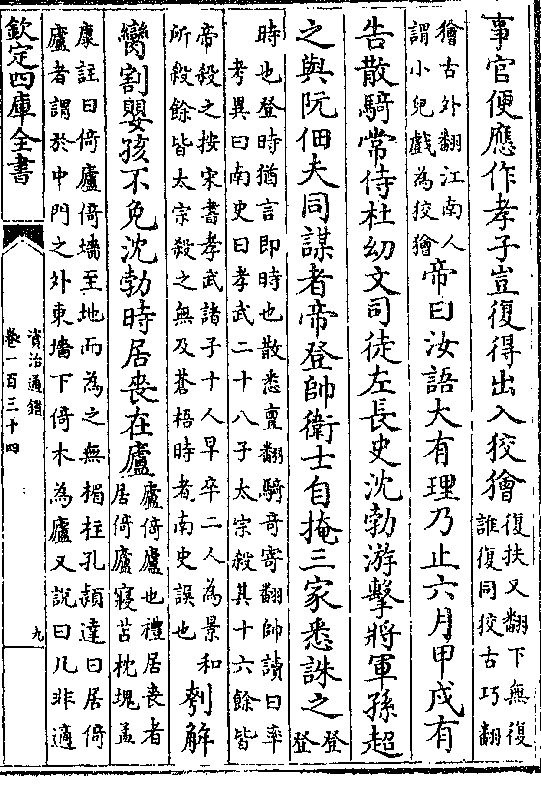 事官便應作孝子豈復得出入狡獪復扶又翻下無復誰復同狡古巧翻
獪古外翻江南人謂小兒戲為狡獪帝曰汝語大有理乃止六月甲戌有
告散騎常侍杜幼文司徒左長史沈勃游擊將軍孫超
之與阮佃夫同謀者帝登帥衛士自掩三家悉誅之登登
時也登時猶言即時也散悉亶翻騎奇寄翻帥讀曰率
考異曰南史曰孝武二十八子太宗殺其十六餘皆
帝殺之按宋書孝武諸子十人早卒二人為景和
所殺餘皆太宗殺之無及蒼梧時者南史誤也刳解
臠割嬰孩不免沈勃時居喪在廬廬倚廬也禮居喪者居倚廬寢苫枕塊孟
康註曰倚廬倚墻至地而為之無楣柱孔穎達曰居倚
廬者謂於中門之外東墻下倚木為廬又說曰凡非適
欽定四庫全書
資治通鑑
卷一百三十四
九